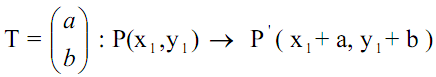 T = (a b) : P(x₁,y₁) → P'( x₁+ a, y₁+ b )